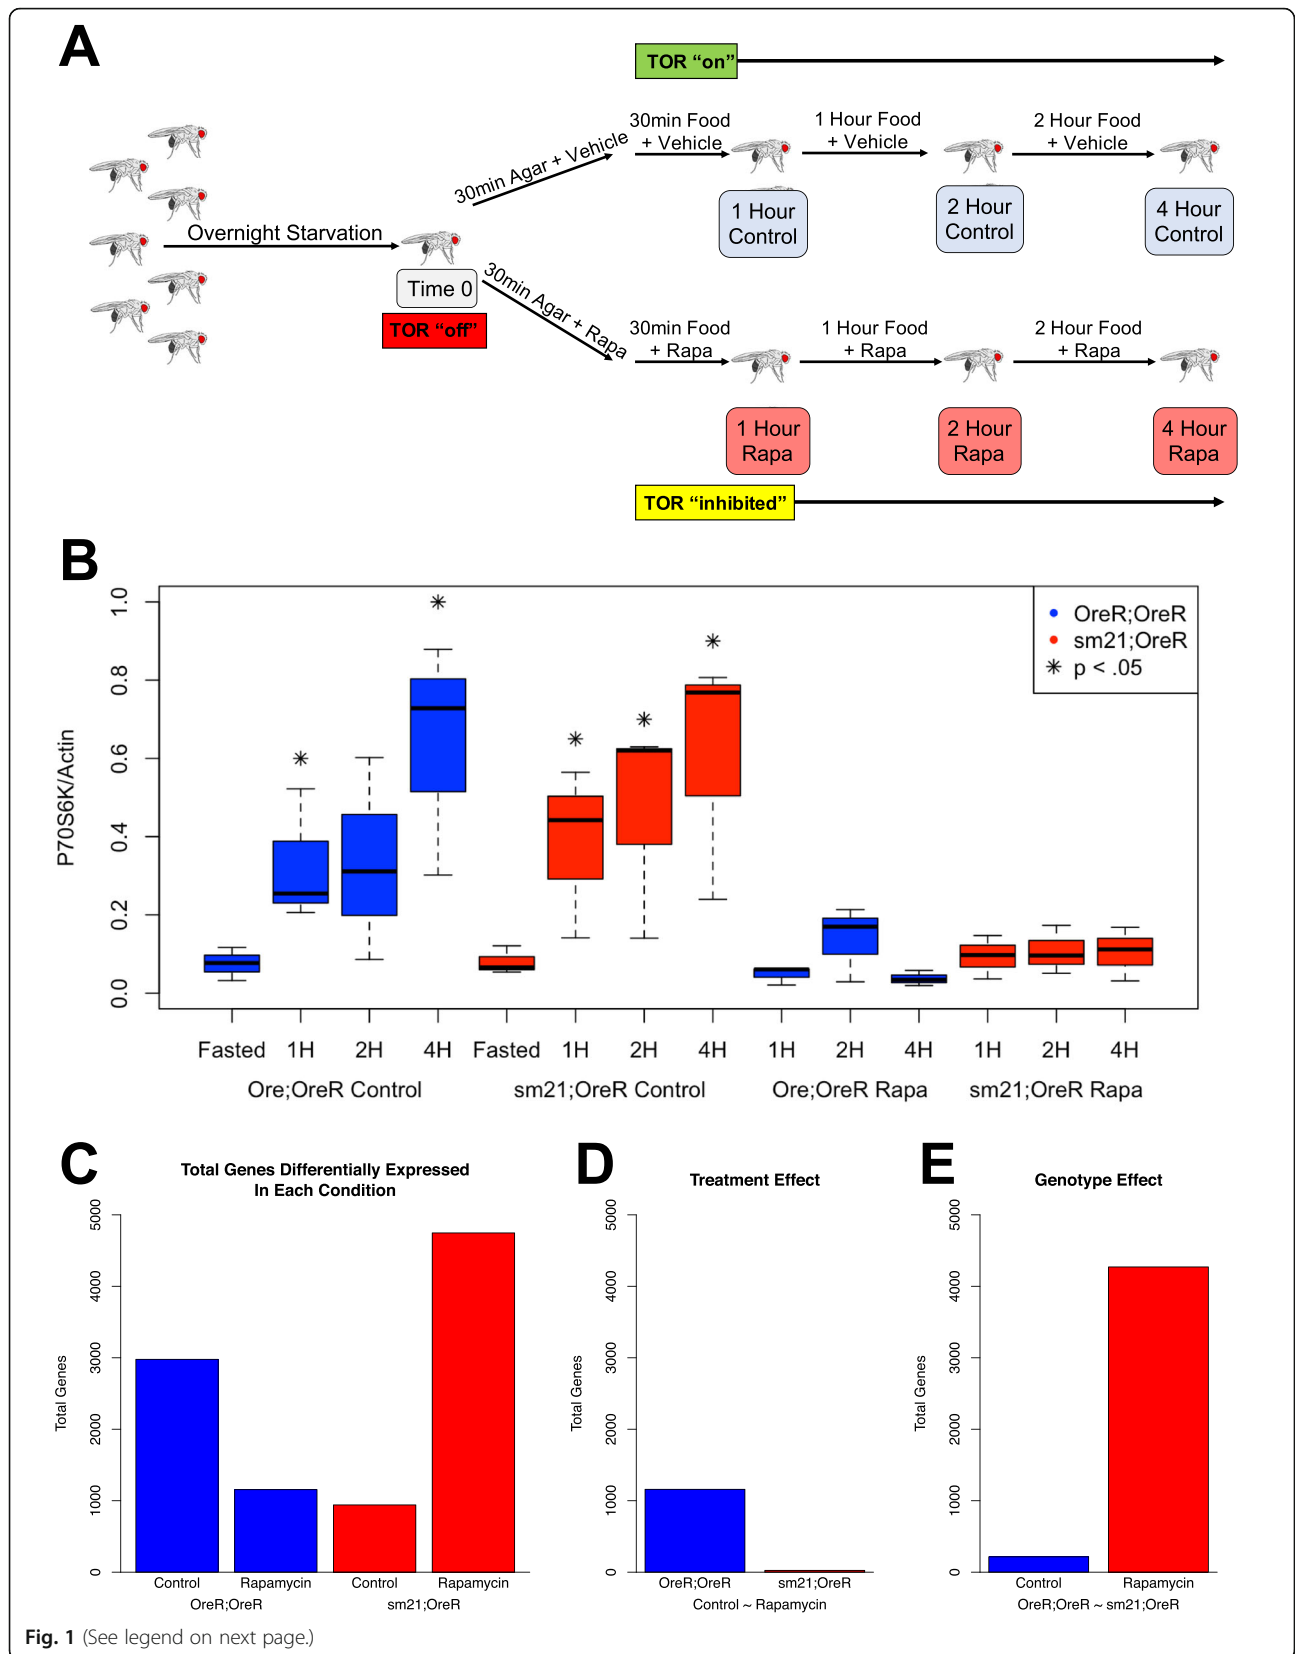 A
TOR “on”
30min Agar + Vehicle
30min Food
+ Vehicle
1 Hour Food
+ Vehicle
2 Hour Food
+ Vehicle
1 Hour
Control
2 Hour
Control
4 Hour
Control
Overnight Starvation
Time 0
TOR “off”
30min Agar + Rapa
30min Food
+ Rapa
1 Hour Food
+ Rapa
2 Hour Food
+ Rapa
1 Hour
Rapa
2 Hour
Rapa
4 Hour
Rapa
TOR “inhibited”
B
P70S6K/Actin
1.0
0.8
0.6
0.4
0.2
0.0
OreR;OreR
sm21;OreR
p < .05
Fasted 1H 2H 4H Fasted 1H 2H 4H 1H 2H 4H 1H 2H 4H
Ore;OreR Control sm21;OreR Control Ore;OreR Rapa sm21;OreR Rapa
C
Total Genes Differentially Expressed
In Each Condition
Total Genes
5000
4000
3000
2000
1000
0
Control Rapamycin Control Rapamycin
OreR;OreR sm21;OreR
D
Treatment Effect
Total Genes
5000
4000
3000
2000
1000
0
OreR;OreR sm21;OreR
Control ~ Rapamycin
E
Genotype Effect
Total Genes
5000
4000
3000
2000
1000
0
Control Rapamycin
OreR;OreR ~ sm21;OreR
Fig. 1 (See legend on next page.)